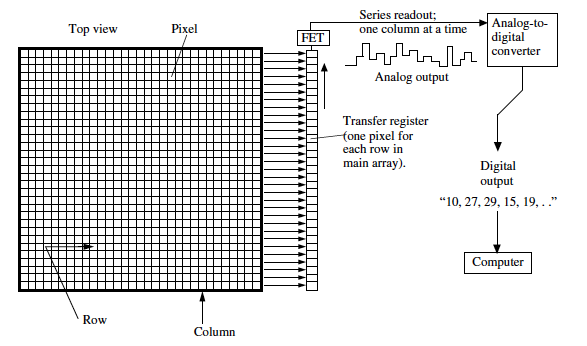 Top view
Pixel
FET
Series readout;
one column at a time
Analog-to-
digital
converter
Analog output
Transfer register
(one pixel for
each row in
main array).
Digital
output
“10, 27, 29, 15, 19, . .”
Computer
Row
Column